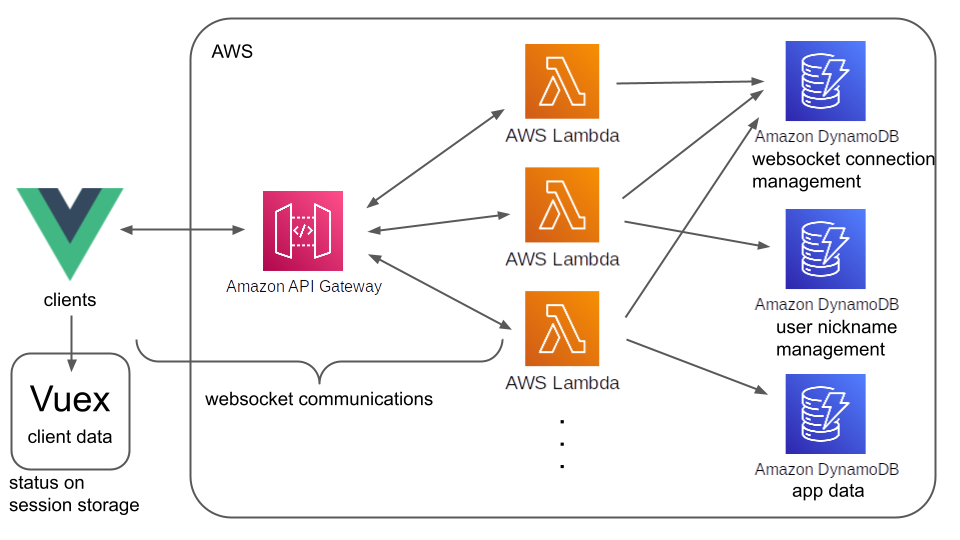 AWS
AWS Lambda
Amazon DynamoDB
websocket connection
management
AWS Lambda
</>
Amazon API Gateway
Amazon DynamoDB
user nickname
management
clients
AWS Lambda
Vuex
client data
websocket communications
status on
session storage
Amazon DynamoDB
app data